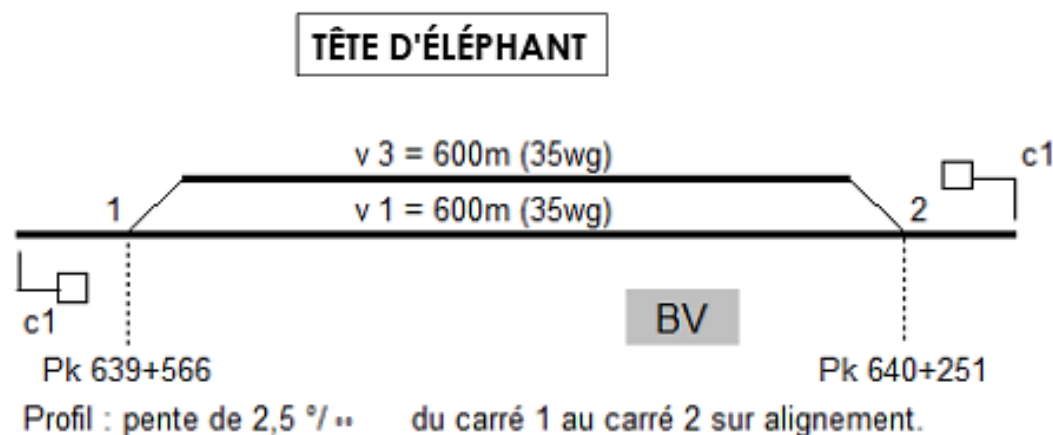 TÊTE D'ÉLÉPHANT
v 3 = 600m (35wg)
c1
1
v 1 = 600m (35wg)
2
c1
BV
Pk 639+566
Pk 640+251
Profil : pente de 2,5 °/ •• du carré 1 au carré 2 sur alignement.